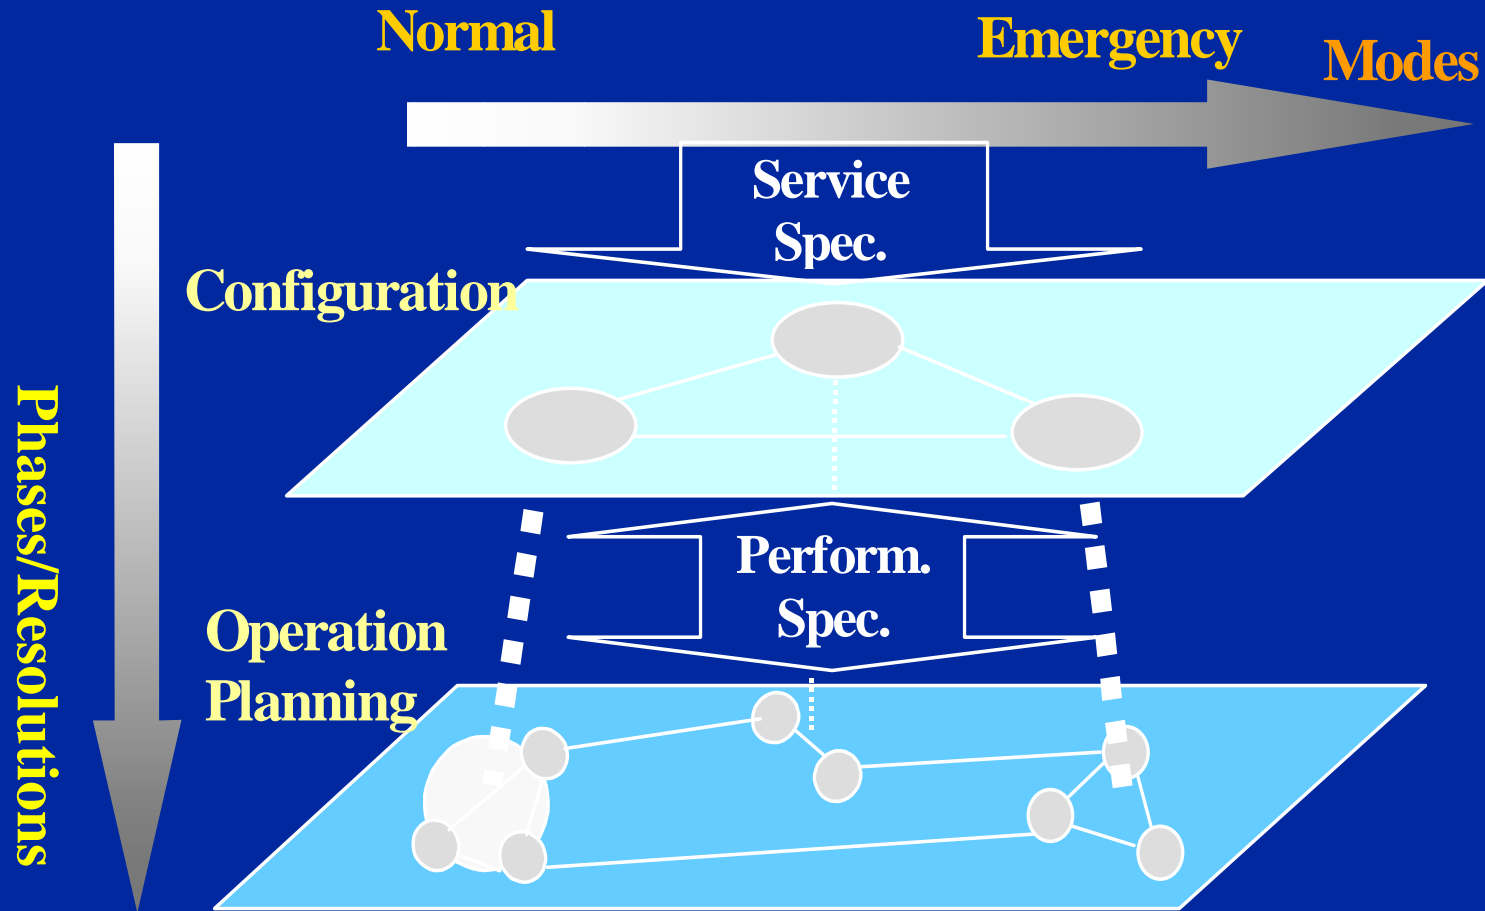 Normal
Emergency
Modes
Service
Spec.
Configuration
Phases/Resolutions
Perform.
Spec.
Operation
Planning